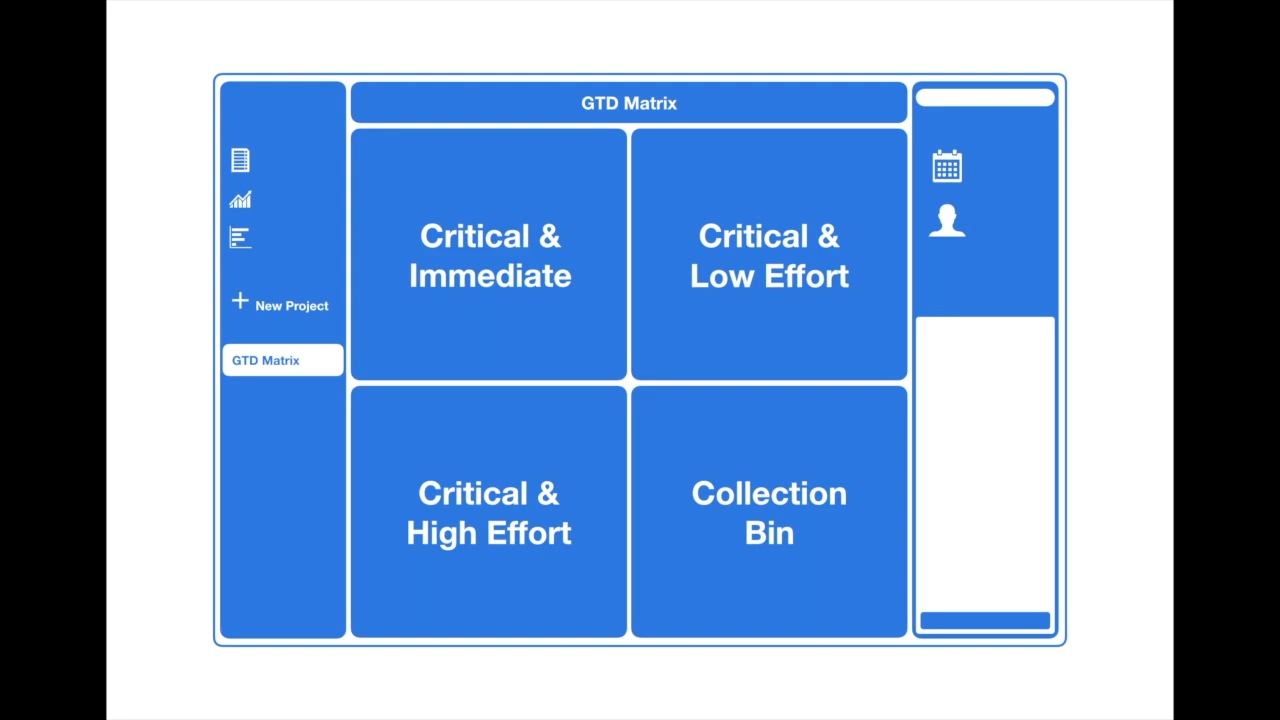 GTD Matrix
New Project
GTD Matrix
Critical &
Immediate
Critical &
Low Effort
Critical &
High Effort
Collection
Bin